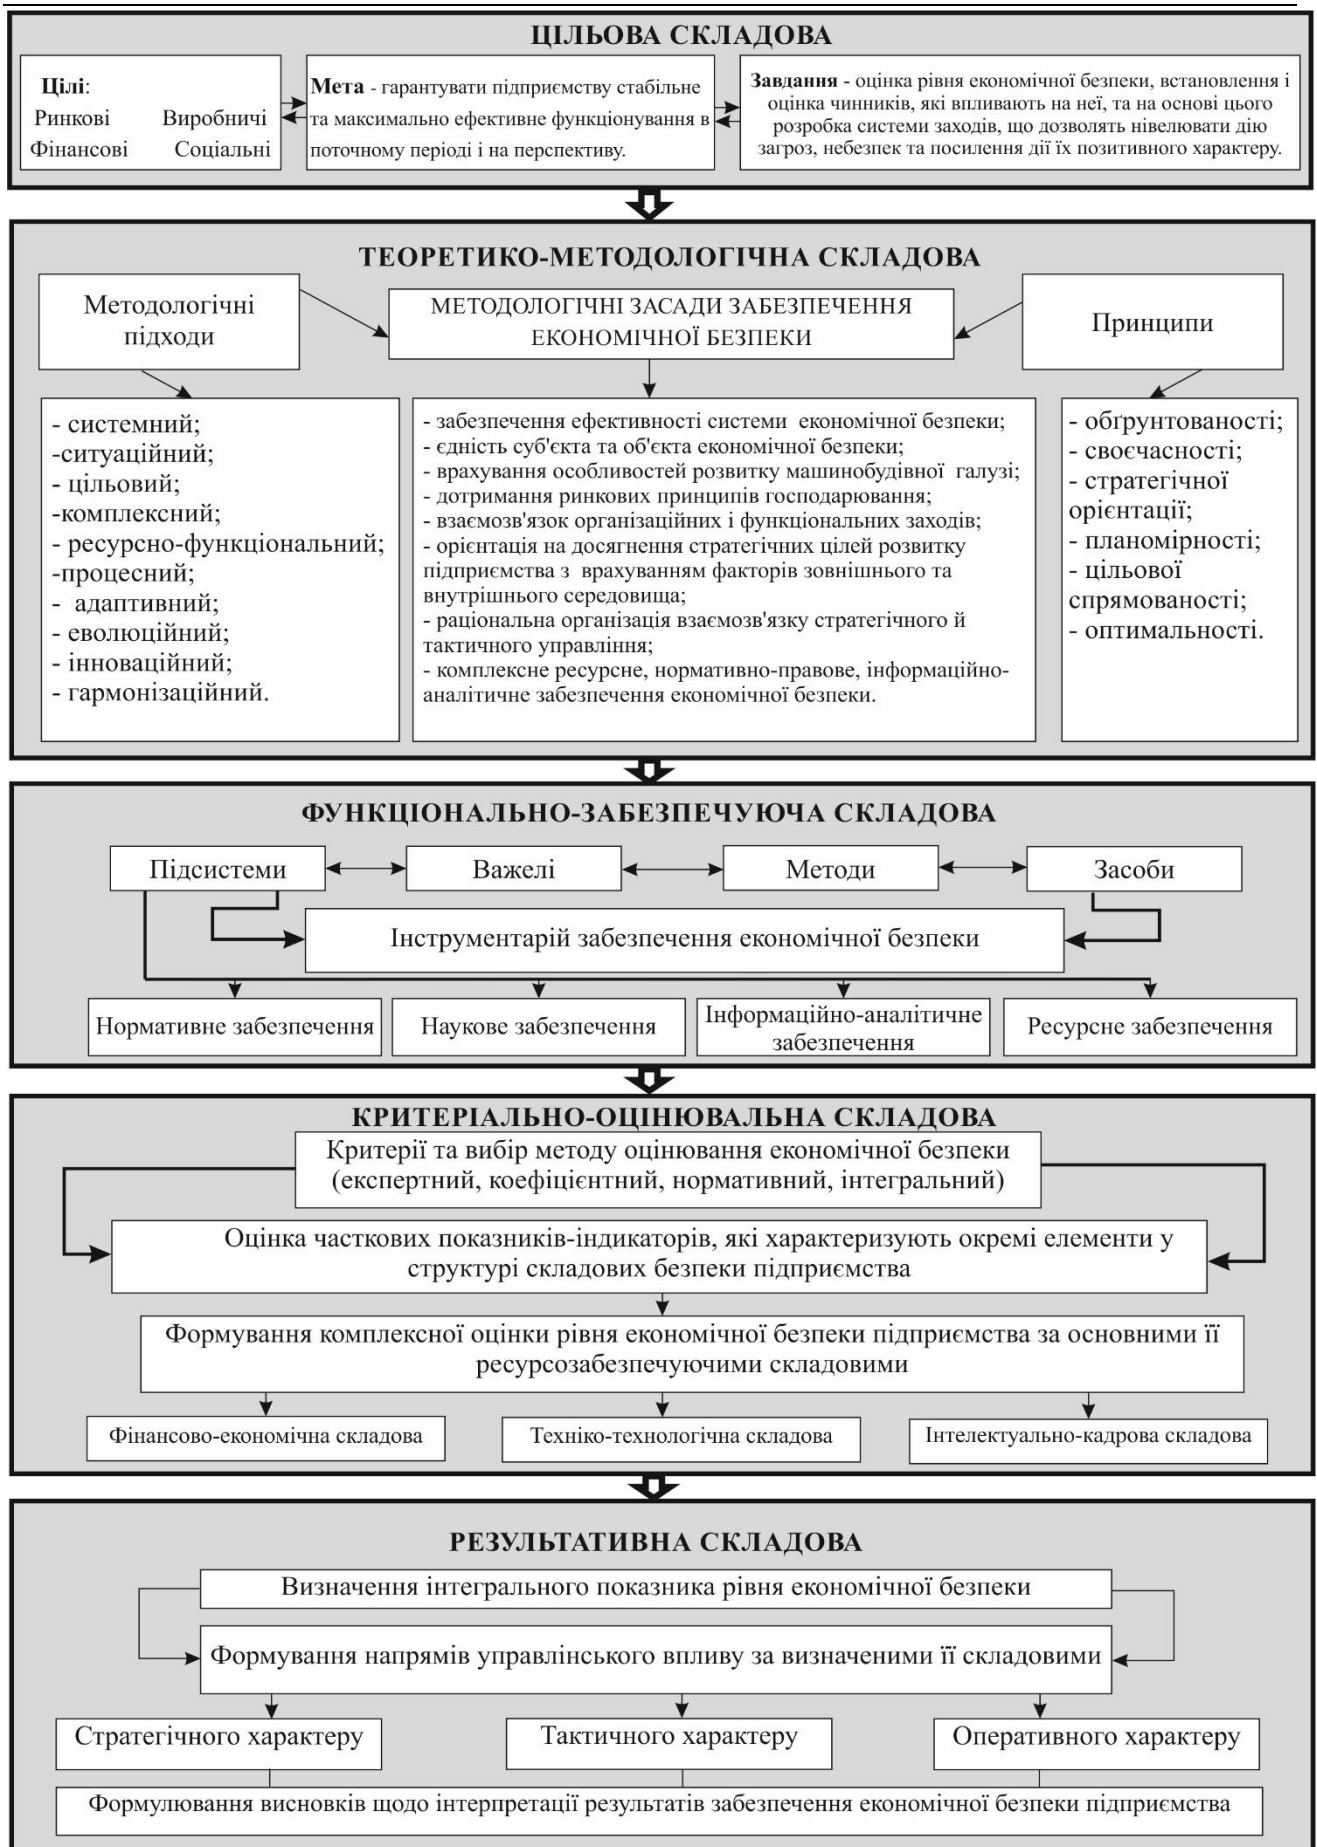 ЦІЛЬОВА СКЛАДОВА
Цілі:
Ринкові Виробничі
Фінансові Соціальні
Мета - гарантувати підприємству стабільне
та максимально ефективне функціонування в
поточному періоді і на перспективу.
Завдання - оцінка рівня економічної безпеки, встановлення і
оцінка чинників, які впливають на неї, та на основі цього
розробка системи заходів, що дозволять нівелювати дію
загроз, небезпек та посилення дії їх позитивного характеру.
ТЕОРЕТИКО-МЕТОДОЛОГІЧНА СКЛАДОВА
Методологічні
підходи
МЕТОДОЛОГІЧНІ ЗАСАДИ ЗАБЕЗПЕЧЕННЯ
ЕКОНОМІЧНОЇ БЕЗПЕКИ
Принципи
- системний;
-ситуаційний;
- цільовий;
-комплексний;
- ресурсно-функціональний;
-процесний;
- адаптивний;
- еволюційний;
- інноваційний;
- гармонізаційний.
- забезпечення ефективності системи економічної безпеки;
- єдність суб'єкта та об'єкта економічної безпеки;
- врахування особливостей розвитку машинобудівної галузі;
- дотримання ринкових принципів господарювання;
- взаємозв'язок організаційних і функціональних заходів;
- орієнтація на досягнення стратегічних цілей розвитку
підприємства з врахуванням факторів зовнішнього та
внутрішнього середовища;
- раціональна організація взаємозв'язку стратегічного й
тактичного управління;
- комплексне ресурсне, нормативно-правове, інформаційно-
аналітичне забезпечення економічної безпеки.
- обґрунтованості;
- своєчасності;
- стратегічної
орієнтації;
- планомірності;
- цільової
спрямованості;
- оптимальності.
ФУНКЦІОНАЛЬНО-ЗАБЕЗПЕЧУЮЧА СКЛАДОВА
Підсистеми
Важелі
Методи
Засоби
Інструментарій забезпечення економічної безпеки
Нормативне забезпечення
Наукове забезпечення
Інформаційно-аналітичне
забезпечення
Ресурсне забезпечення
КРИТЕРІАЛЬНО-ОЦІНЮВАЛЬНА СКЛАДОВА
Критерії та вибір методу оцінювання економічної безпеки
(експертний, коефіцієнтний, нормативний, інтегральний)
Оцінка часткових показників-індикаторів, які характеризують окремі елементи у
структурі складових безпеки підприємства
Формування комплексної оцінки рівня економічної безпеки підприємства за основними її
ресурсозабезпечуючими складовими
Фінансово-економічна складова
Техніко-технологічна складова
Інтелектуально-кадрова складова
РЕЗУЛЬТАТИВНА СКЛАДОВА
Визначення інтегрального показника рівня економічної безпеки
Формування напрямів управлінського впливу за визначеними її складовими
Стратегічного характеру
Тактичного характеру
Оперативного характеру
Формулювання висновків щодо інтерпретації результатів забезпечення економічної безпеки підприємства